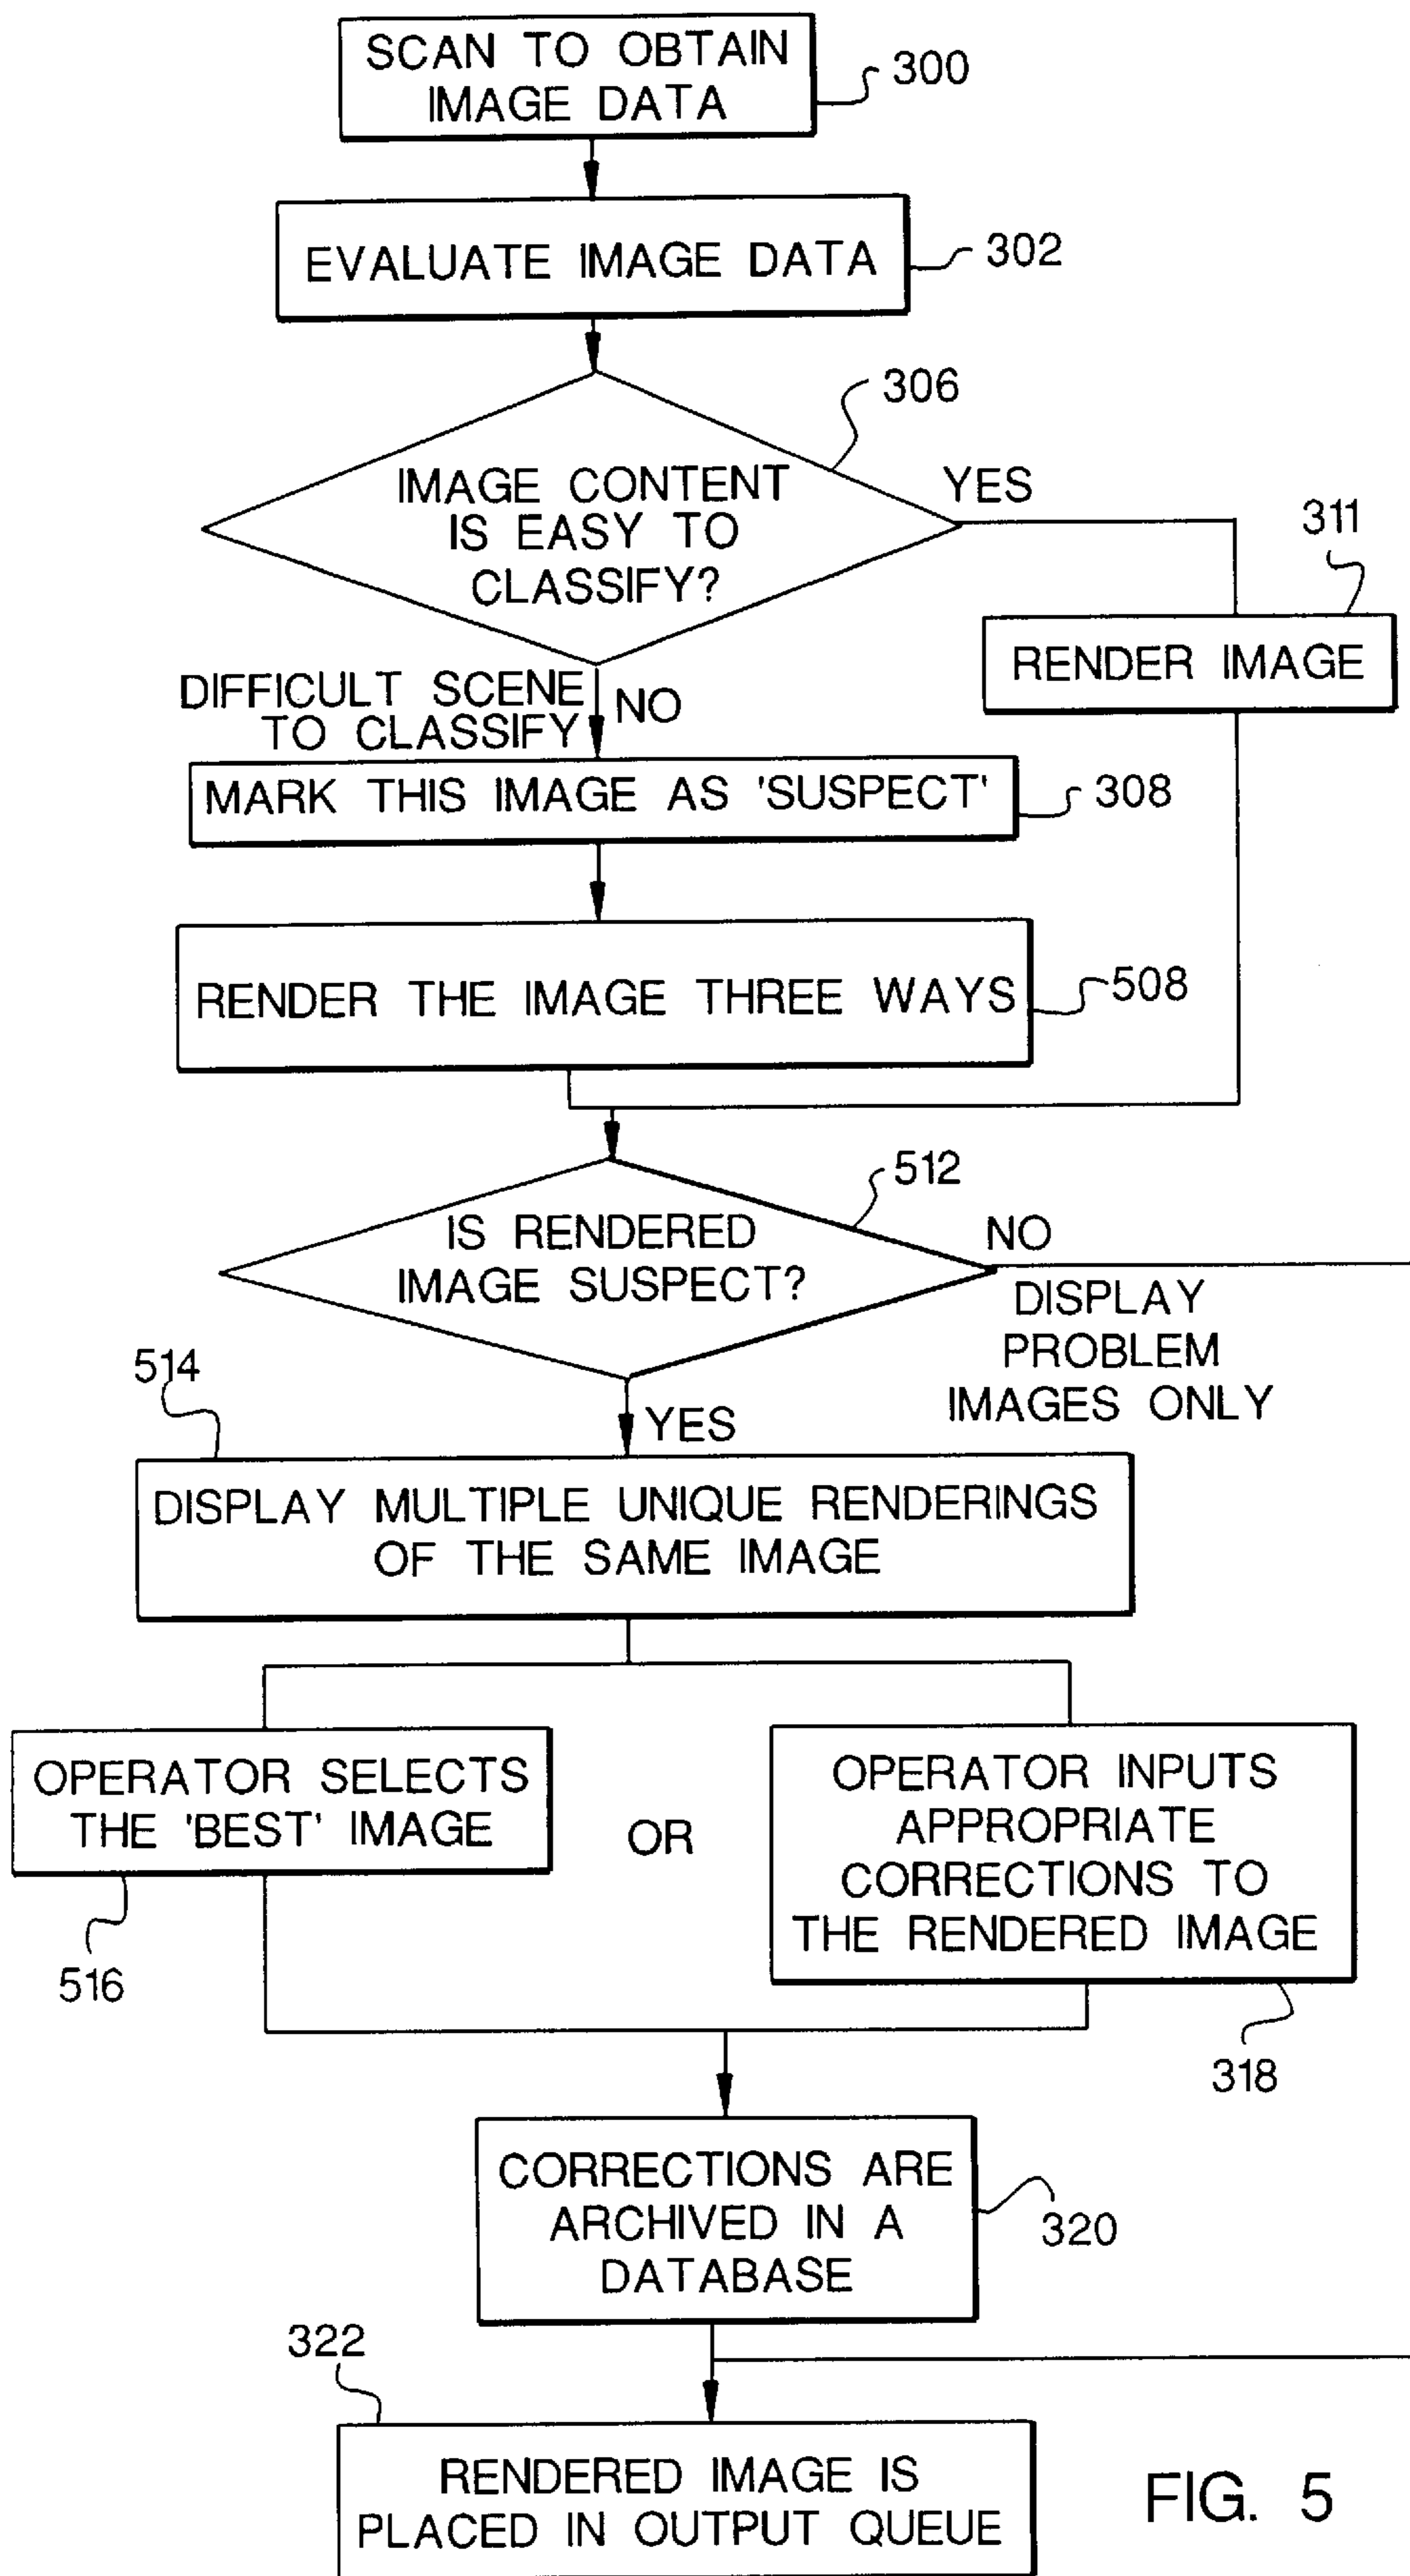 SCAN TO OBTAIN
IMAGE DATA
300
EVALUATE IMAGE DATA
302
306
IMAGE CONTENT
IS EASY TO
CLASSIFY?
YES
311
RENDER IMAGE
DIFFICULT SCENE
TO CLASSIFY
NO
MARK THIS IMAGE AS 'SUSPECT'
308
RENDER THE IMAGE THREE WAYS
508
512
IS RENDERED
IMAGE SUSPECT?
NO
DISPLAY
PROBLEM
IMAGES ONLY
514
YES
DISPLAY MULTIPLE UNIQUE RENDERINGS
OF THE SAME IMAGE
OPERATOR SELECTS
THE 'BEST' IMAGE
516
OR
OPERATOR INPUTS
APPROPRIATE
CORRECTIONS TO
THE RENDERED IMAGE
318
CORRECTIONS ARE
ARCHIVED IN A
DATABASE
320
322
RENDERED IMAGE IS
PLACED IN OUTPUT QUEUE
FIG. 5